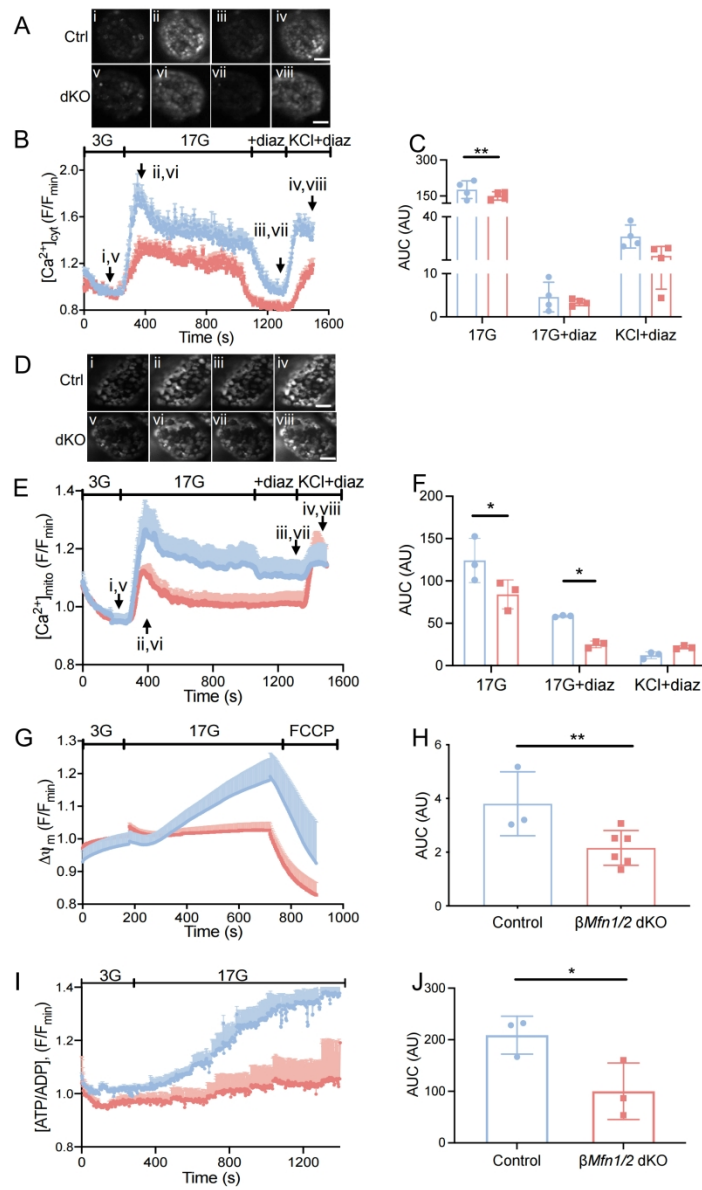 A
Ctrl
i
ii
iii
iv
dKO
v
vi
vii
viii
B
3G
17G
+diaz
KCl+diaz
[Ca²⁺]cyt (F/Fmin)
2.0
1.6
1.2
0.8
i,v
ii,vi
iii,vii
iv,viii
0
400
800
1200
1600
Time (s)
C
AUC (AU)
300
150
40
20
10
0
**
17G
17G+diaz
KCl+diaz
D
Ctrl
i
ii
iii
iv
dKO
v
vi
vii
viii
E
3G
17G
+diaz
KCl+diaz
[Ca²⁺]mito (F/Fmin)
1.4
1.2
1.0
0.8
i,v
ii,vi
iii,vii
iv,viii
0
400
800
1200
1600
Time (s)
F
AUC (AU)
200
150
100
50
0
*
*
17G
17G+diaz
KCl+diaz
G
3G
17G
FCCP
Δψm (F/Fmin)
1.3
1.2
1.1
1.0
0.9
0.8
0
200
400
600
800
1000
Time (s)
H
AUC (AU)
6
4
2
0
**
Control
βMfn1/2 dKO
I
3G
17G
[ATP/ADP], (F/Fmin)
1.4
1.2
1.0
0.8
0
400
800
1200
Time (s)
J
AUC (AU)
300
200
100
0
*
Control
βMfn1/2 dKO